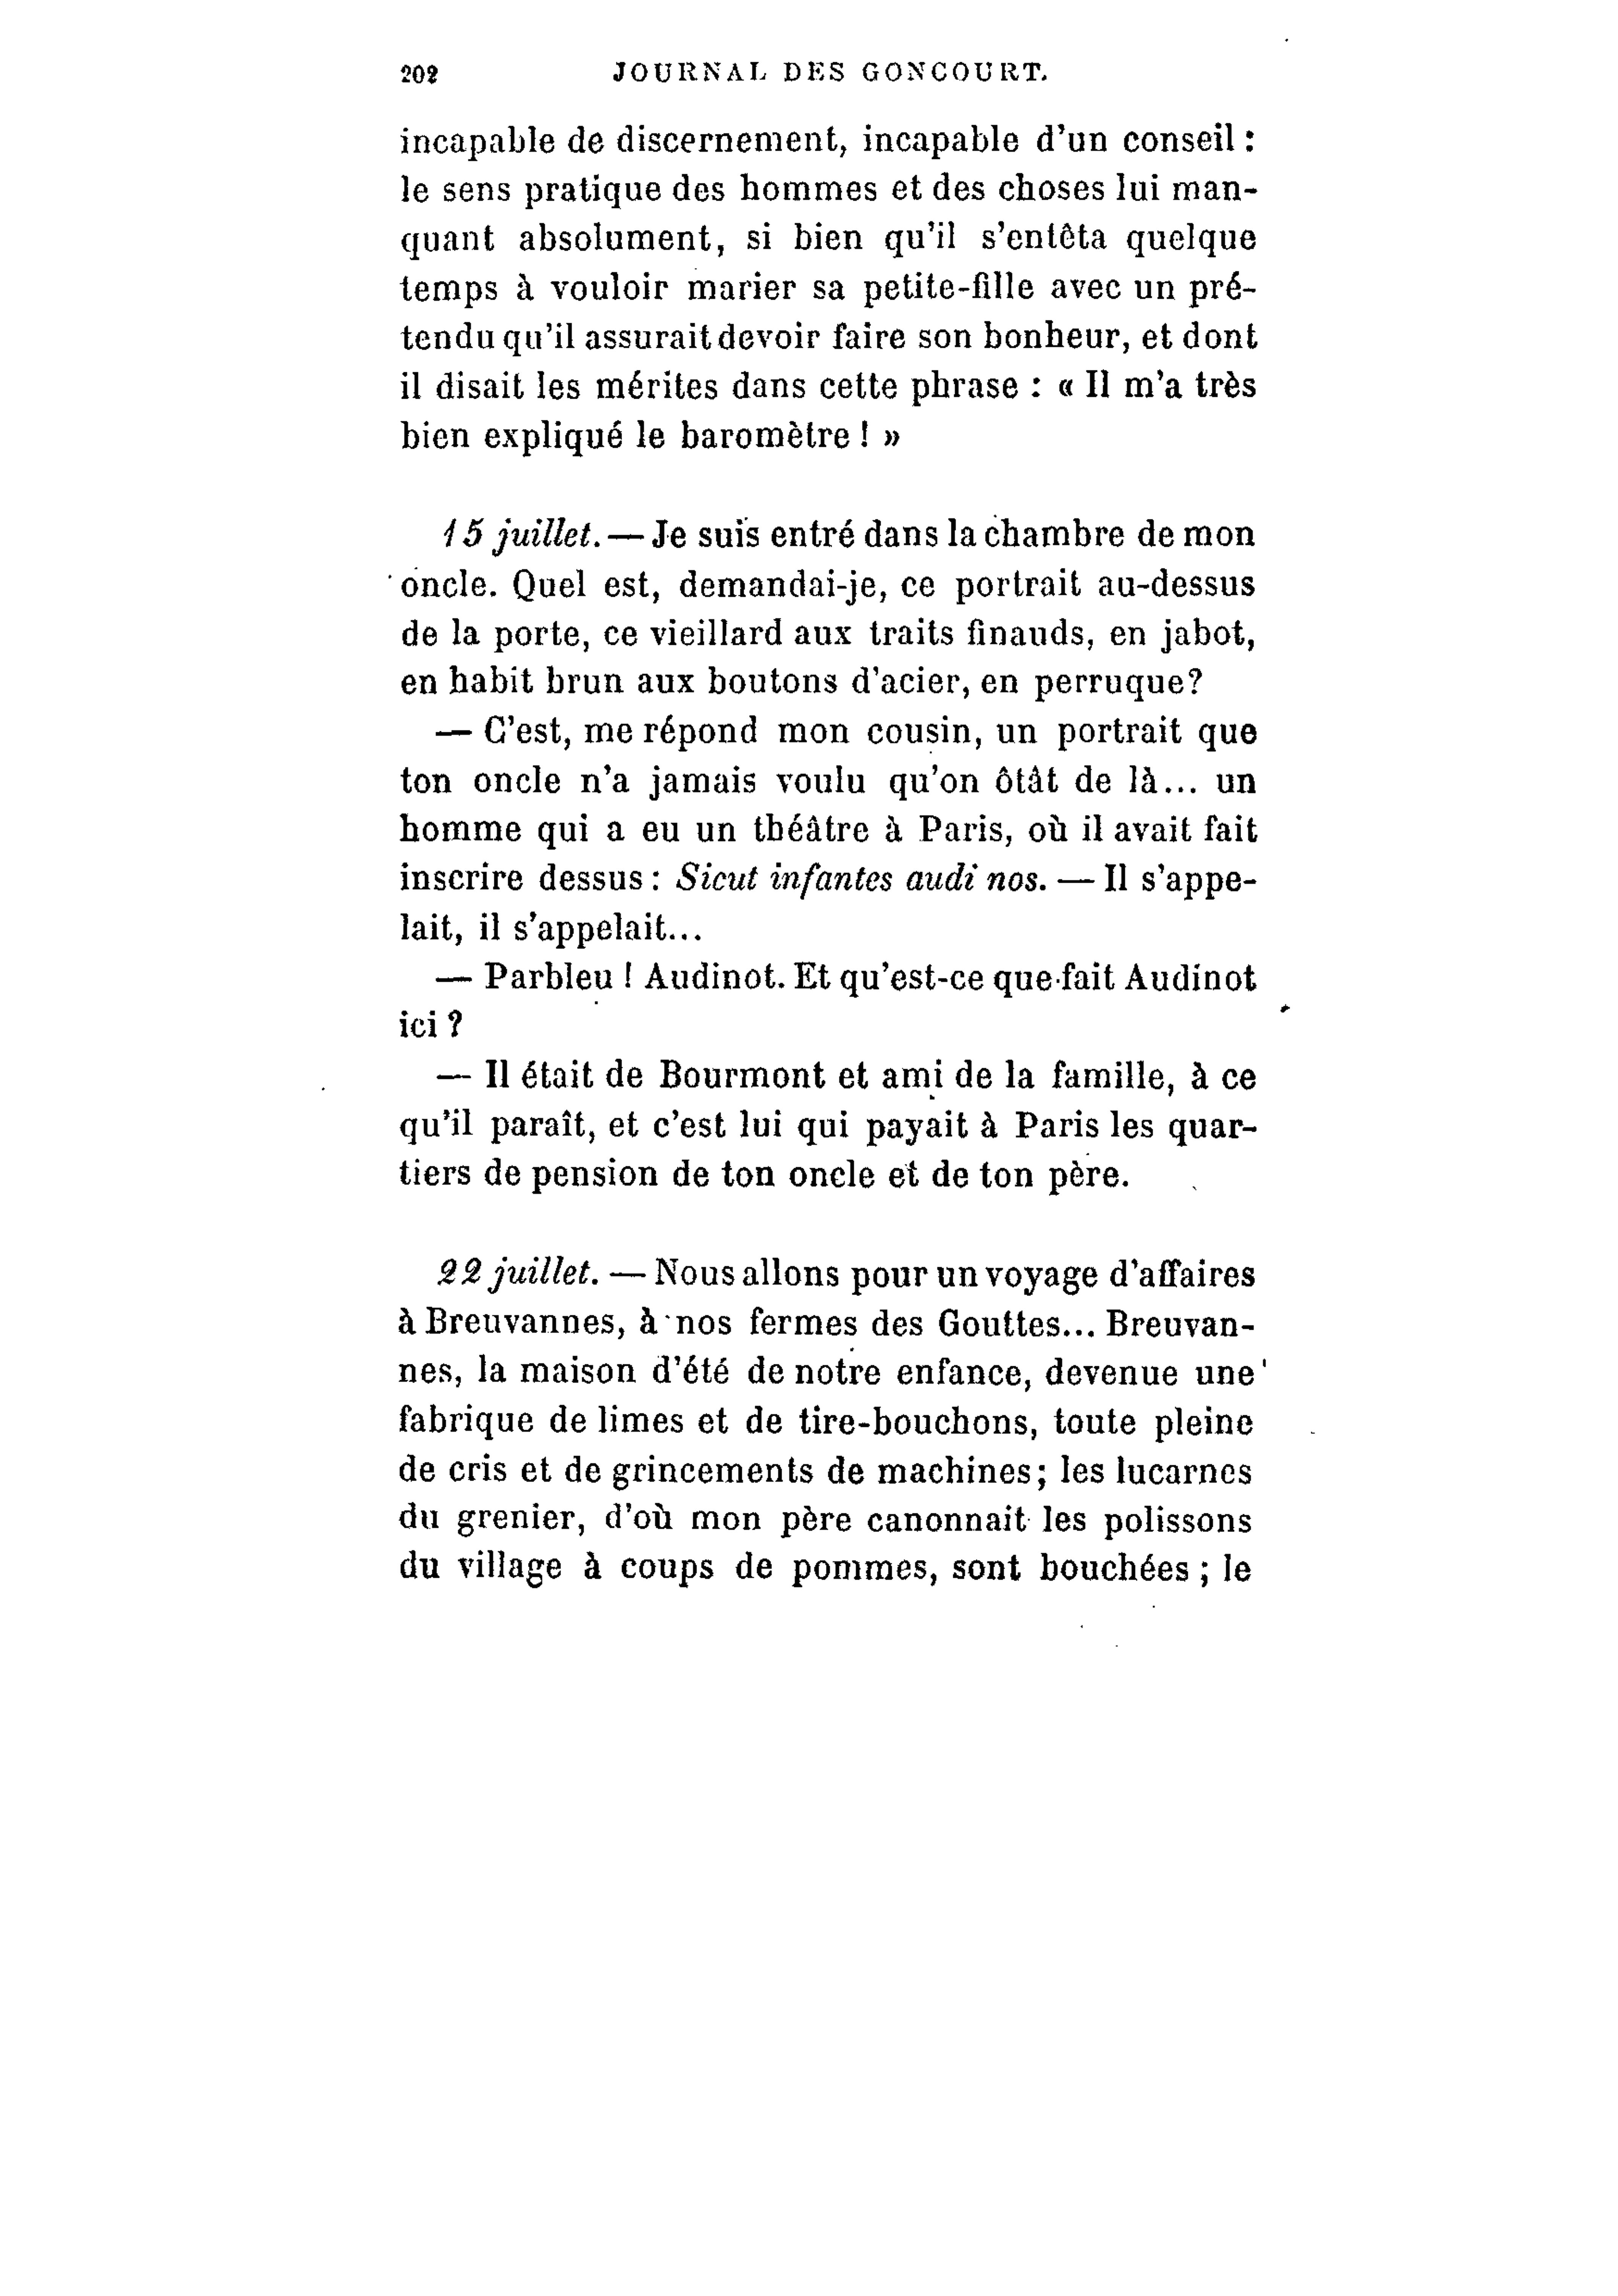 202 JOURNAL DES GONCOURT.
incapable de discernement, incapable d'un conseil :
le sens pratique des hommes et des choses lui man-
quant absolument, si bien qu'il s'entêta quelque
temps à vouloir marier sa petite-fille avec un pré-
tendu qu'il assurait devoir faire son bonheur, et dont
il disait les mérites dans cette phrase : « Il m'a très
bien expliqué le baromètre ! »
15 juillet. — Je suis entré dans la chambre de mon
oncle. Quel est, demandai-je, ce portrait au-dessus
de la porte, ce vieillard aux traits finauds, en jabot,
en habit brun aux boutons d'acier, en perruque?
— C'est, me répond mon cousin, un portrait que
ton oncle n'a jamais voulu qu'on ôtât de là... un
homme qui a eu un théâtre à Paris, où il avait fait
inscrire dessus : Sicut infantes audi nos. — Il s'appe-
lait, il s'appelait...
— Parbleu ! Audinot. Et qu'est-ce que fait Audinot
ici ?
— Il était de Bourmont et ami de la famille, à ce
qu'il paraît, et c'est lui qui payait à Paris les quar-
tiers de pension de ton oncle et de ton père.
22 juillet. — Nous allons pour un voyage d'affaires
à Breuvannes, à nos fermes des Gouttes... Breuvan-
nes, la maison d'été de notre enfance, devenue une
fabrique de limes et de tire-bouchons, toute pleine
de cris et de grincements de machines; les lucarnes
du grenier, d'où mon père canonnait les polissons
du village à coups de pommes, sont bouchées ; le